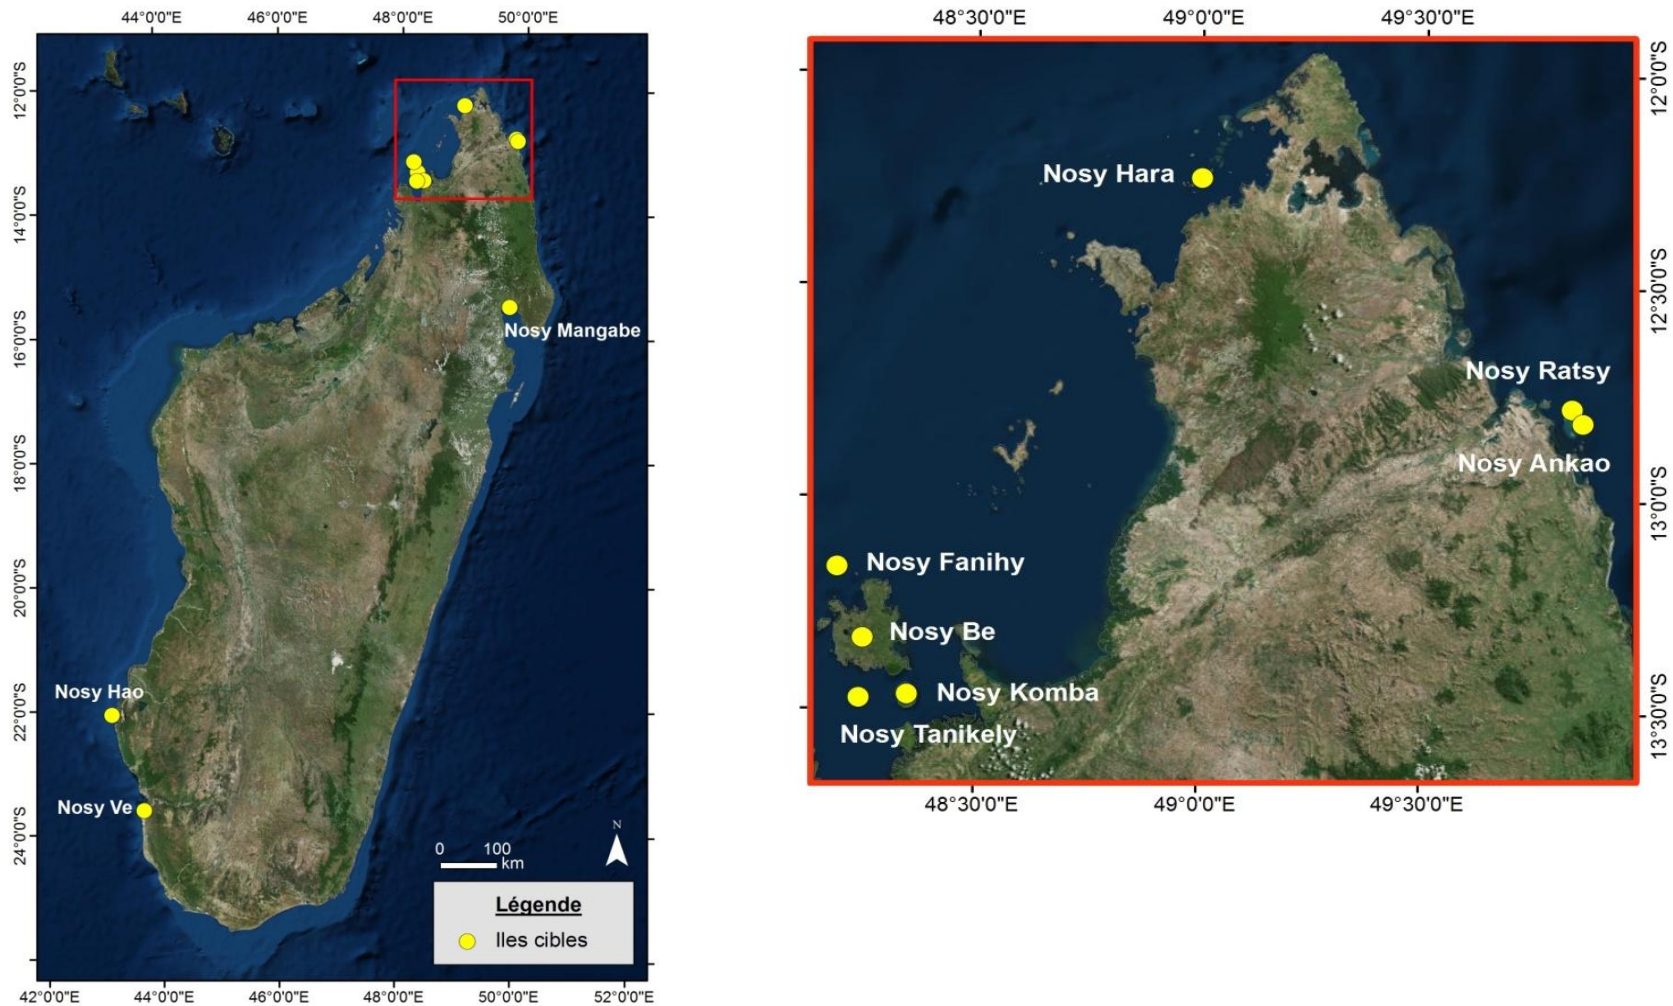 44°0'0"E 46°0'0"E 48°0'0"E 50°0'0"E
12°0'0"S
14°0'0"S
16°0'0"S
18°0'0"S
20°0'0"S
22°0'0"S
24°0'0"S
Nosy Mangabe
Nosy Hao
Nosy Ve
N
0 100
km
Légende
Iles cibles
42°0'0"E 44°0'0"E 46°0'0"E 48°0'0"E 50°0'0"E 52°0'0"E
48°30'0"E 49°0'0"E 49°30'0"E
Nosy Hara
Nosy Ratsy
Nosy Ankao
Nosy Fanihy
Nosy Be
Nosy Komba
Nosy Tanikely
12°0'0"S
12°30'0"S
13°0'0"S
13°30'0"S
48°30'0"E 49°0'0"E 49°30'0"E